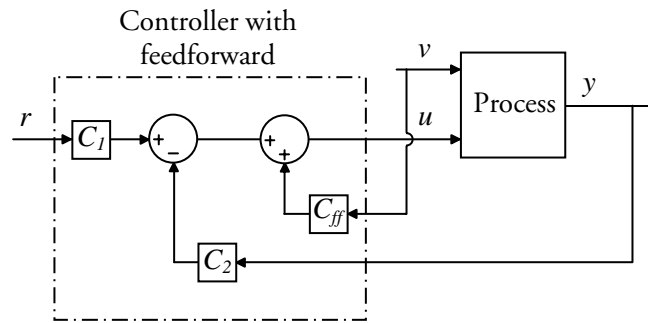 Controller with
feedforward
v
y
r
C1
+
−
+
+
u
Process
Cff
C2